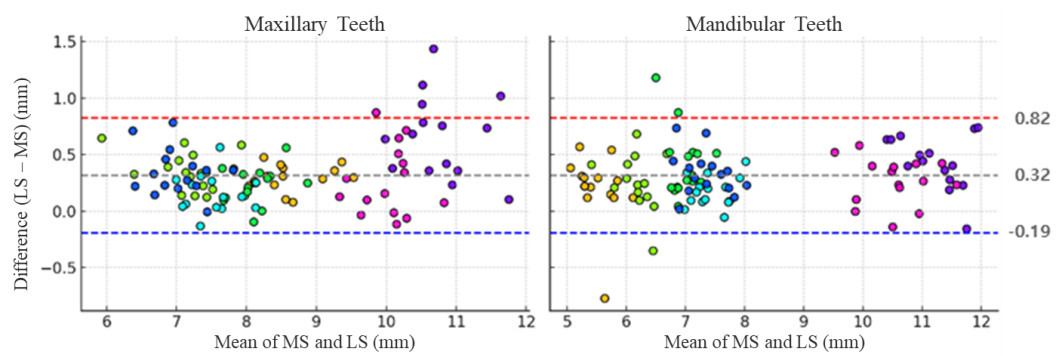 Maxillary Teeth
Mandibular Teeth
Difference (LS – MS) (mm)
1.5
1.0
0.5
0.0
−0.5
0.82
0.32
-0.19
6 7 8 9 10 11 12
5 6 7 8 9 10 11 12
Mean of MS and LS (mm)
Mean of MS and LS (mm)